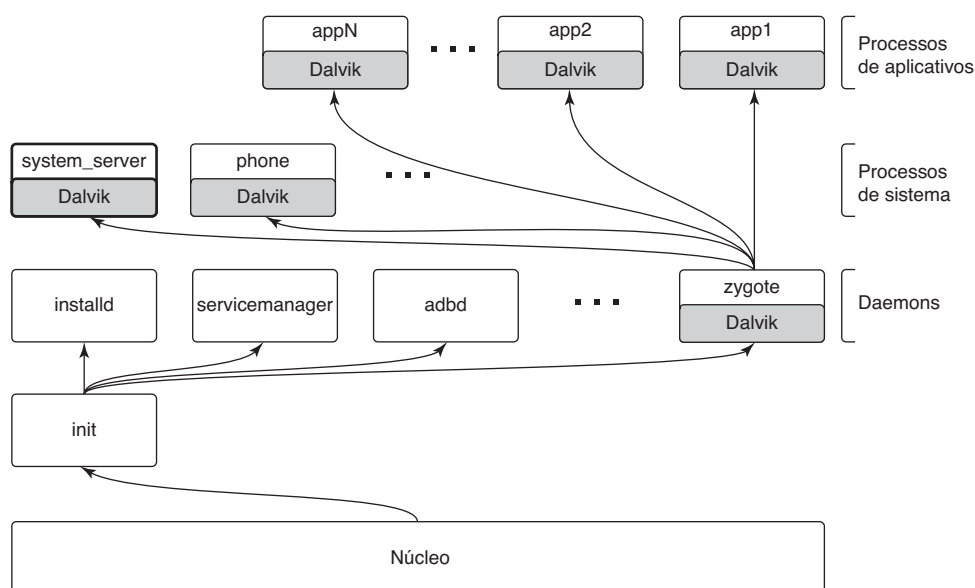 appN
app2
app1
Dalvik
Dalvik
Dalvik
Processos
de aplicativos
system_server
phone
Dalvik
Dalvik
Processos
de sistema
installd
servicemanager
adbd
zygote
Dalvik
Daemons
init
Núcleo